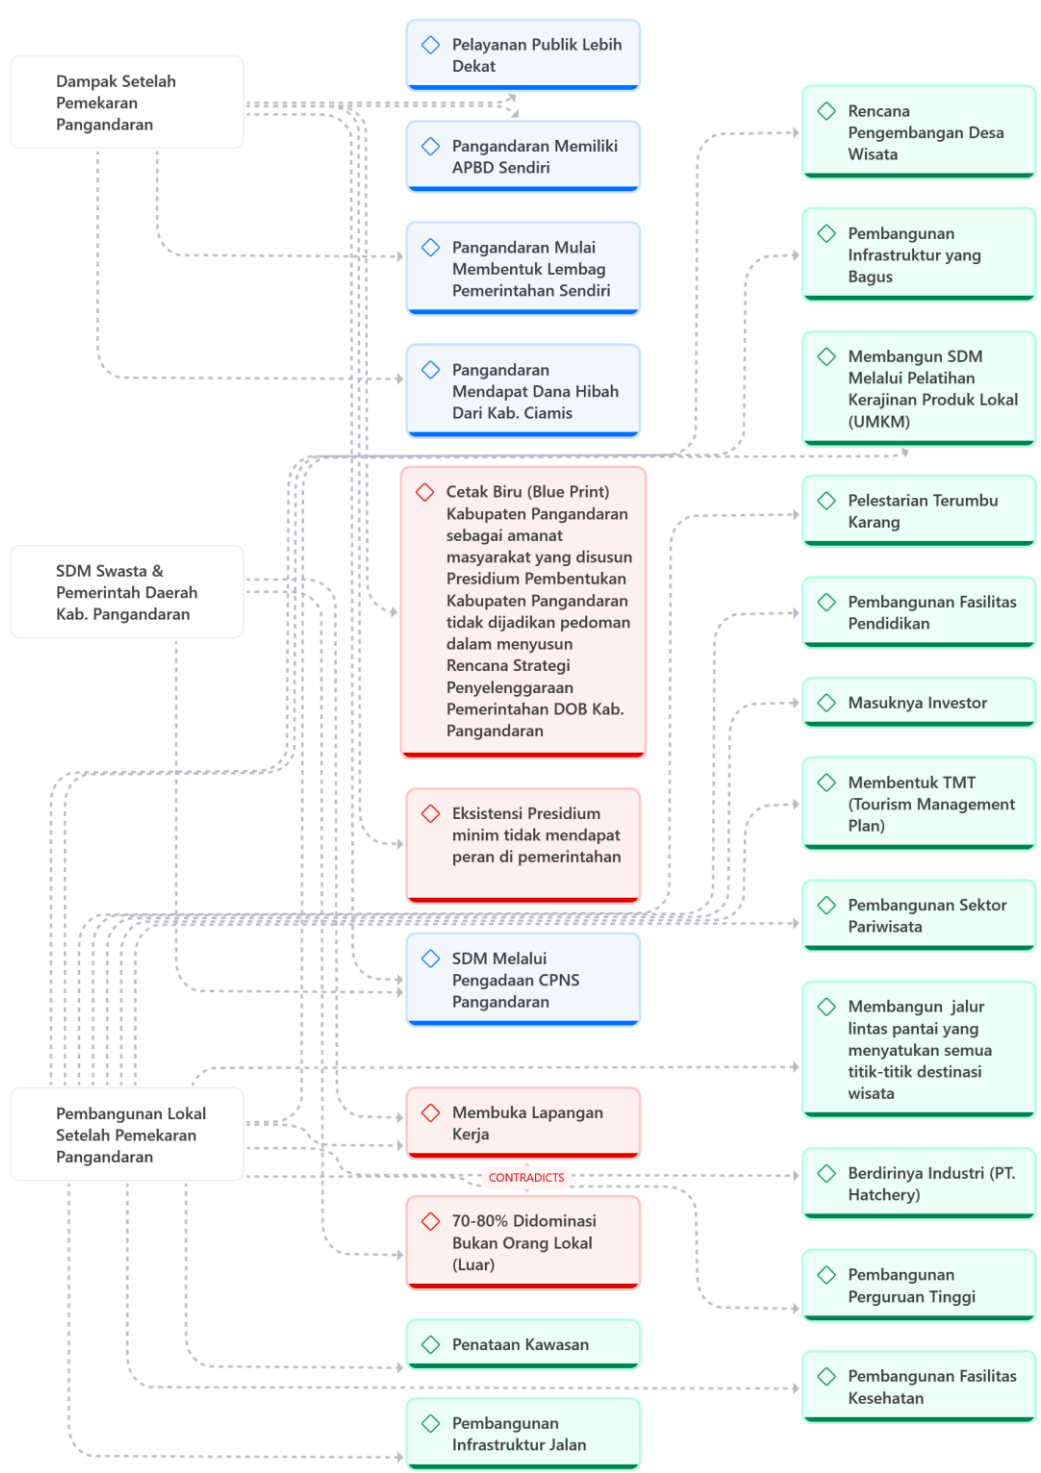 Dampak Setelah
Pemekaran
Pangandaran
SDM Swasta &
Pemerintah Daerah
Kab. Pangandaran
Pembangunan Lokal
Setelah Pemekaran
Pangandaran
Pelayanan Publik Lebih
Dekat
Pangandaran Memiliki
APBD Sendiri
Pangandaran Mulai
Membentuk Lembag
Pemerintahan Sendiri
Pangandaran
Mendapat Dana Hibah
Dari Kab. Ciamis
Cetak Biru (Blue Print)
Kabupaten Pangandaran
sebagai amanat
masyarakat yang disusun
Presidium Pembentukan
Kabupaten Pangandaran
tidak dijadikan pedoman
dalam menyusun
Rencana Strategi
Penyelenggaraan
Pemerintahan DOB Kab.
Pangandaran
Eksistensi Presidium
minim tidak mendapat
peran di pemerintahan
SDM Melalui
Pengadaan CPNS
Pangandaran
Membuka Lapangan
Kerja
CONTRADICTS
70-80% Didominasi
Bukan Orang Lokal
(Luar)
Penataan Kawasan
Pembangunan
Infrastruktur Jalan
Rencana
Pengembangan Desa
Wisata
Pembangunan
Infrastruktur yang
Bagus
Membangun SDM
Melalui Pelatihan
Kerajinan Produk Lokal
(UMKM)
Pelestarian Terumbu
Karang
Pembangunan Fasilitas
Pendidikan
Masuknya Investor
Membentuk TMT
(Tourism Management
Plan)
Pembangunan Sektor
Pariwisata
Membangun  jalur
lintas pantai yang
menyatukan semua
titik-titik destinasi
wisata
Berdirinya Industri (PT.
Hatchery)
Pembangunan
Perguruan Tinggi
Pembangunan Fasilitas
Kesehatan